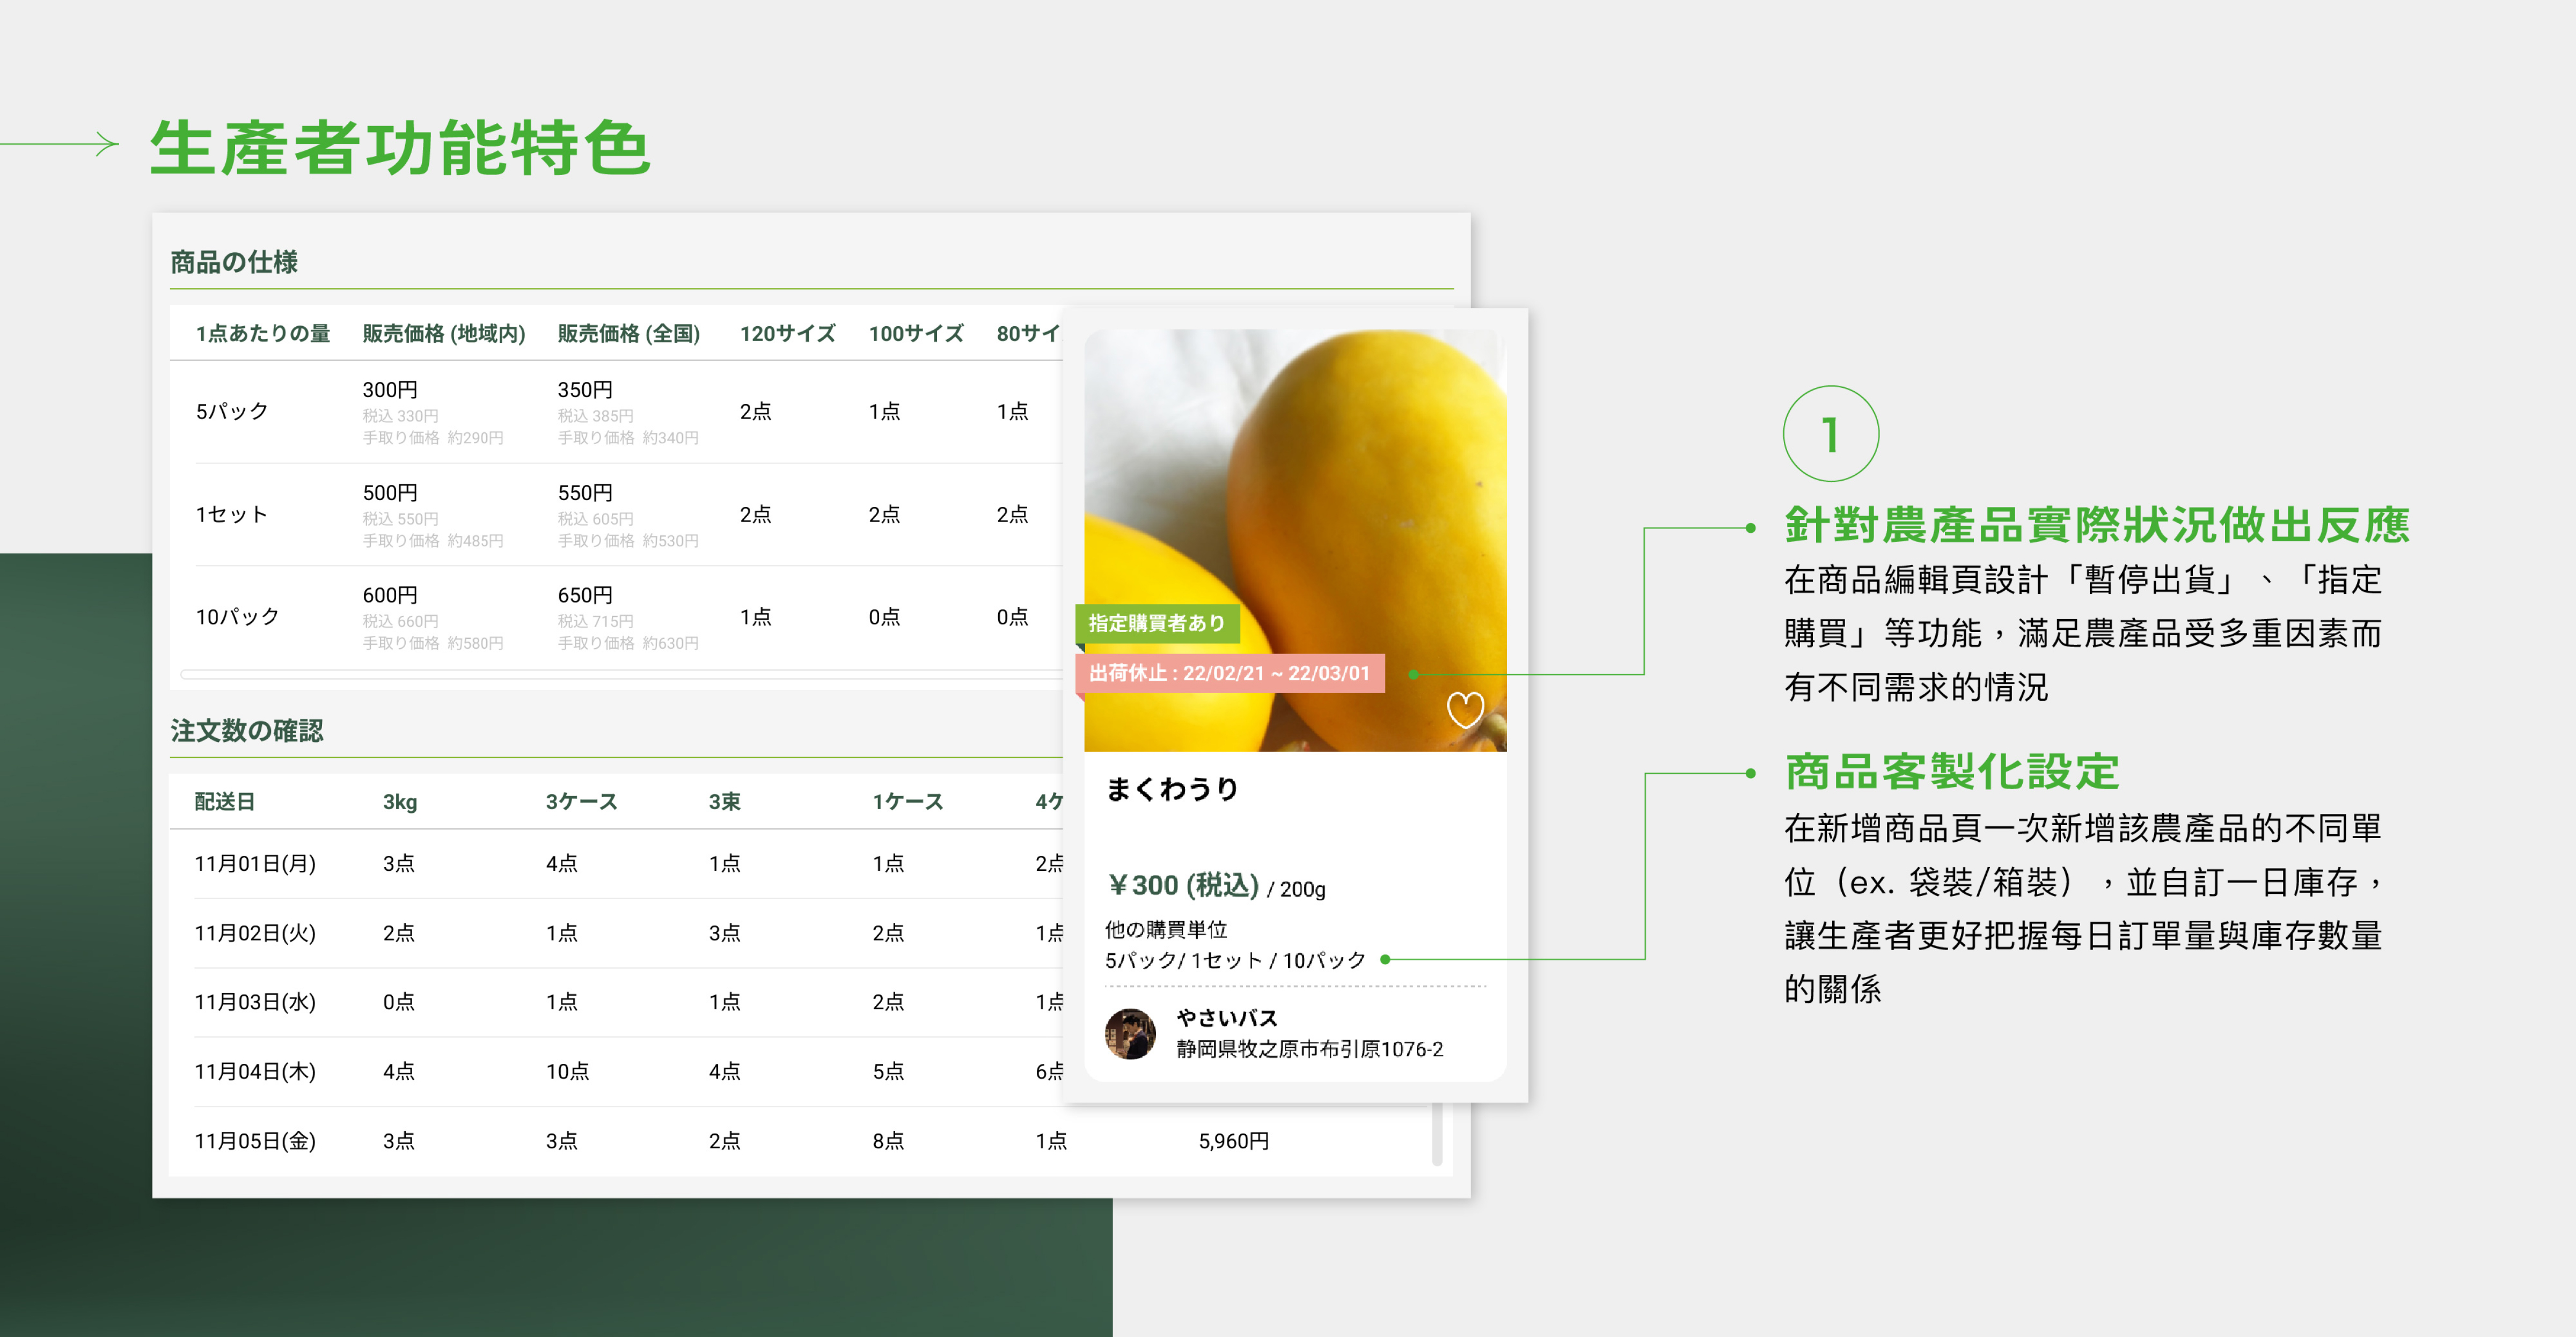 生產者功能特色
商品の仕様
1点あたりの量 販売価格 (地域内) 販売価格 (全国) 120サイズ 100サイズ 80サイ
5パック 300円 税込 330円 手取り価格 約290円 350円 税込 385円 手取り価格 約340円 2点 1点 1点
1セット 500円 税込 550円 手取り価格 約485円 550円 税込 605円 手取り価格 約530円 2点 2点 2点
10パック 600円 税込 660円 手取り価格 約580円 650円 税込 715円 手取り価格 約630円 1点 0点 0点
注文数の確認
配送日 3kg 3ケース 3束 1ケース 4ケ
11月01日(月) 3点 4点 1点 1点 2点
11月02日(火) 2点 1点 3点 2点 1点
11月03日(水) 0点 1点 1点 2点 1点
11月04日(木) 4点 10点 4点 5点 6点
11月05日(金) 3点 3点 2点 8点 1点 5,960円
指定購買者あり
出荷休止 : 22/02/21 ~ 22/03/01
まくわうり
￥300 (税込) / 200g
他の購買単位
5パック/ 1セット / 10パック
やさいバス
静岡県牧之原市布引原1076-2
1
針對農產品實際狀況做出反應
在商品編輯頁設計「暫停出貨」、「指定
購買」等功能，滿足農產品受多重因素而
有不同需求的情況
商品客製化設定
在新增商品頁一次新增該農產品的不同單
位（ex. 袋裝/箱裝），並自訂一日庫存，
讓生產者更好把握每日訂單量與庫存數量
的關係